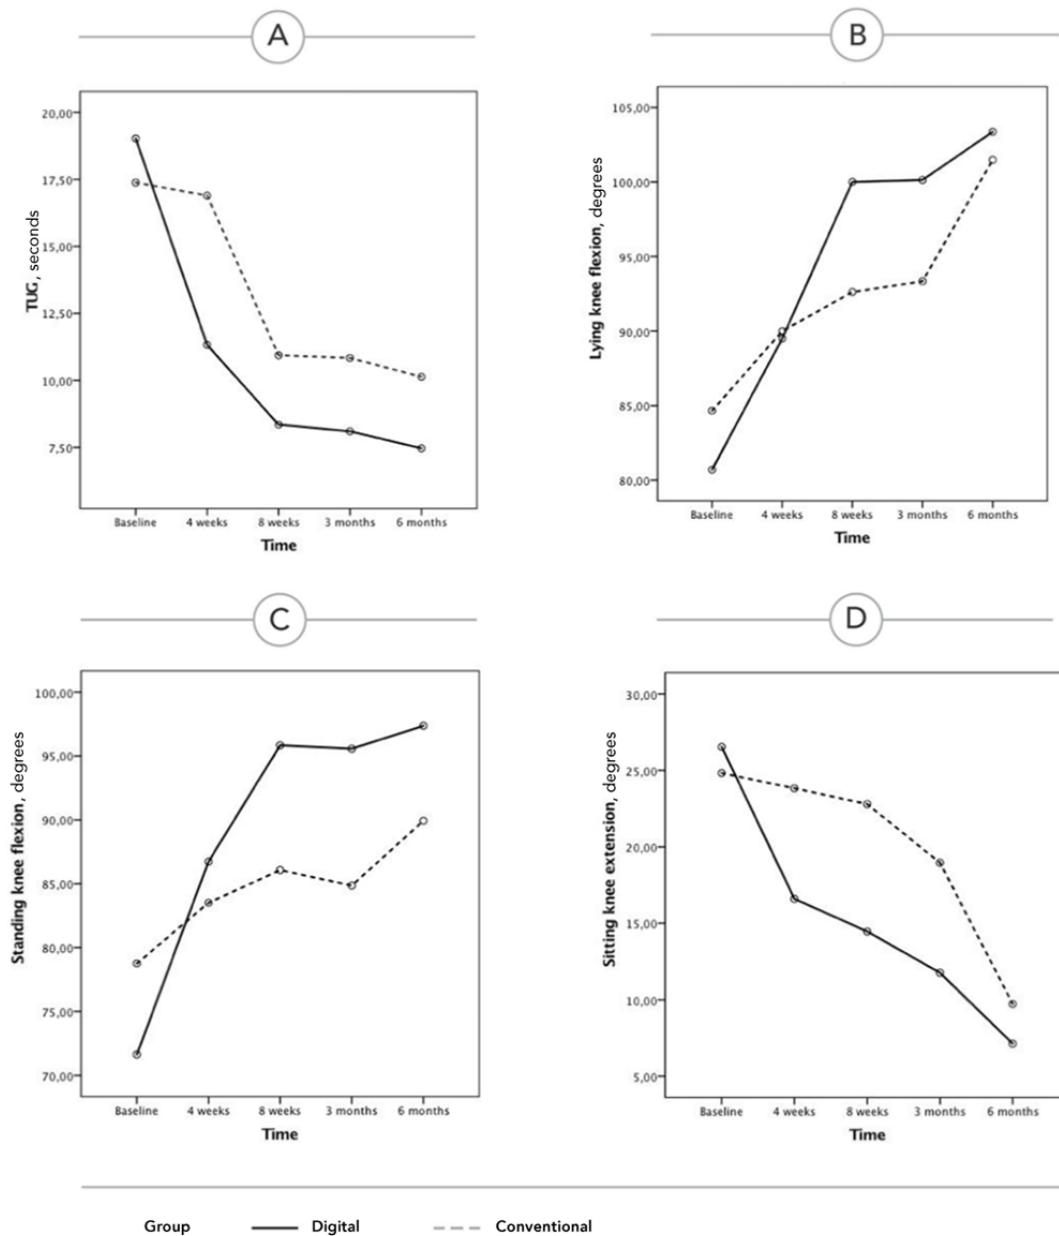 A
B
20,00
17,50
15,00
12,50
10,00
7,50
TUG, seconds
Baseline 4 weeks 8 weeks 3 months 6 months
Time
105,00
100,00
95,00
90,00
85,00
80,00
Lying knee flexion, degrees
Baseline 4 weeks 8 weeks 3 months 6 months
Time
C
D
100,00
95,00
90,00
85,00
80,00
75,00
70,00
Standing knee flexion, degrees
Baseline 4 weeks 8 weeks 3 months 6 months
Time
30,00
25,00
20,00
15,00
10,00
5,00
Sitting knee extension, degrees
Baseline 4 weeks 8 weeks 3 months 6 months
Time
Group Digital Conventional